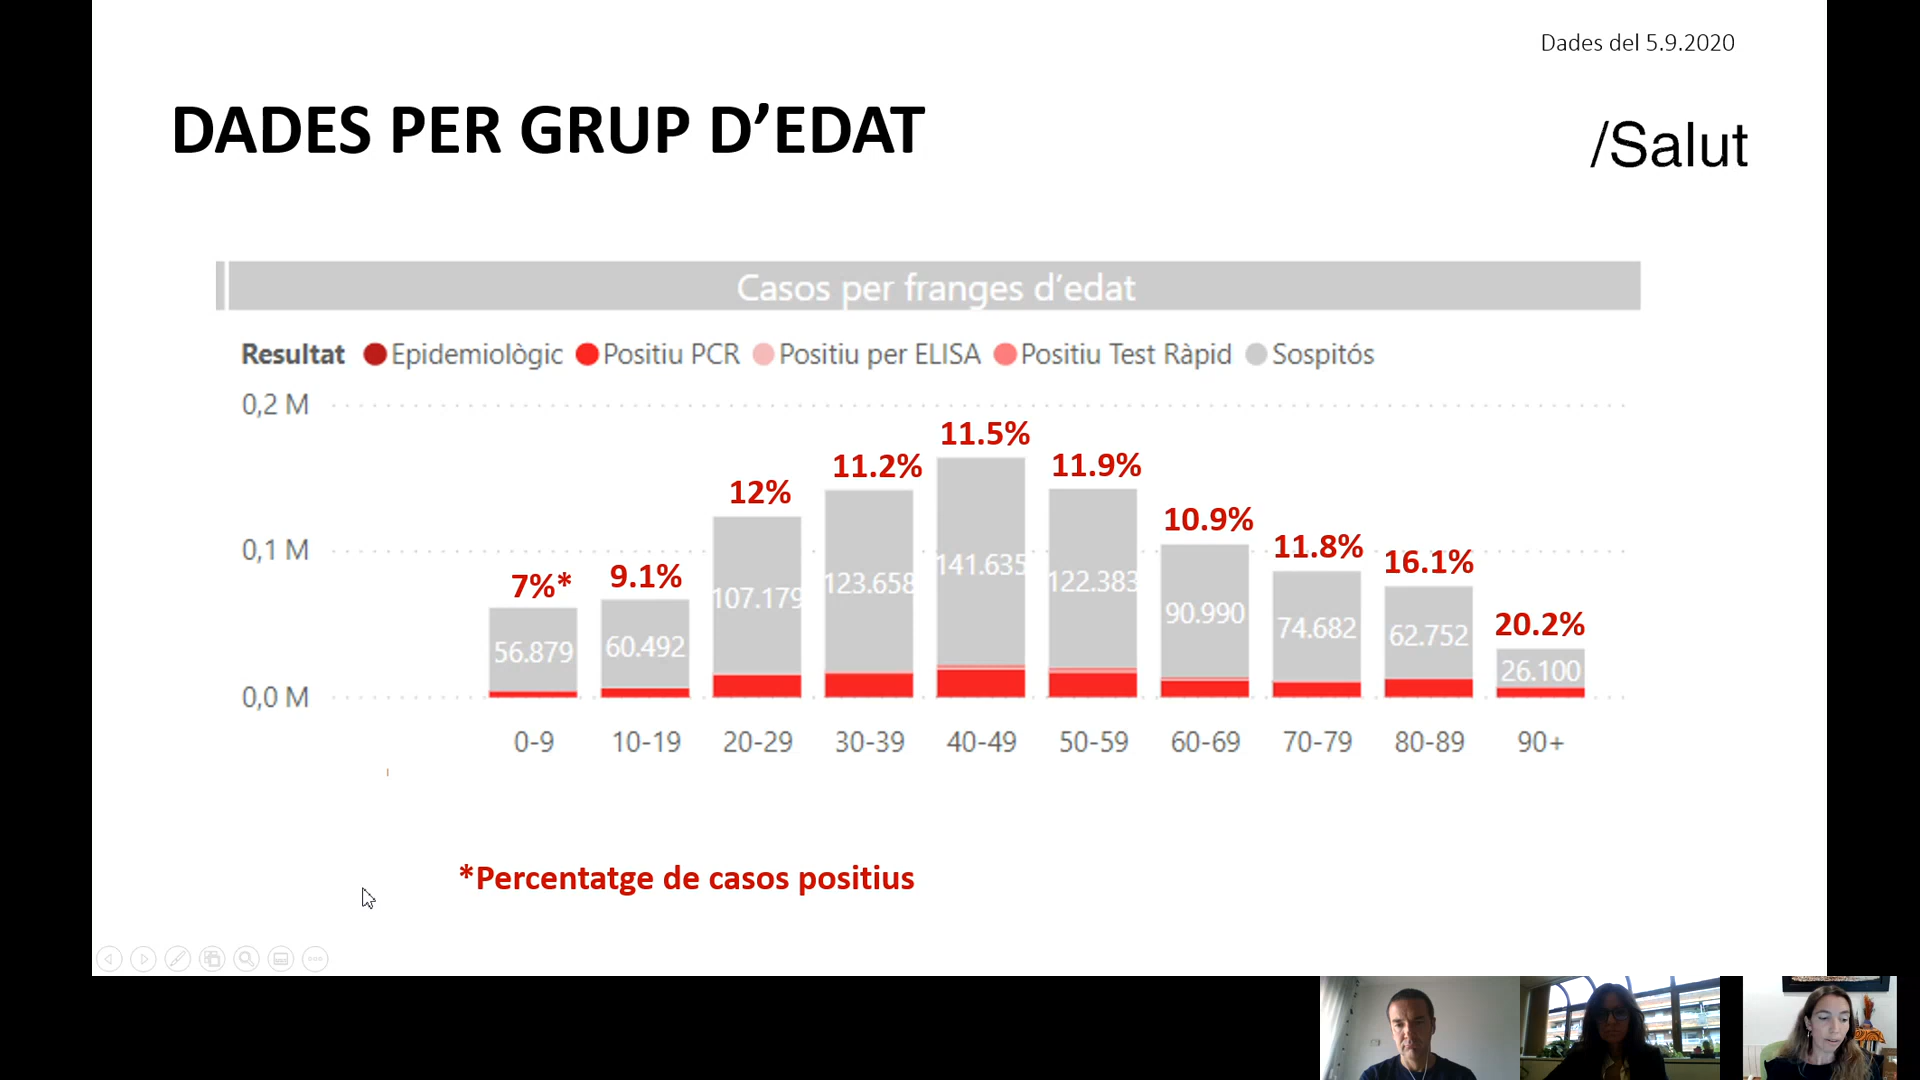 Dades del 5.9.2020
DADES PER GRUP D’EDAT
/Salut
Casos per franges d’edat
Resultat Epidemiològic Positiu PCR Positiu per ELISA Positiu Test Ràpid Sospitós
0,2 M
11.5%
11.2% 11.9%
12%
10.9%
0,1 M
11.8%
16.1%
7%* 9.1%
20.2%
56.879 60.492 107.179 123.658 141.635 122.383 90.990 74.682 62.752 26.100
0,0 M
0-9 10-19 20-29 30-39 40-49 50-59 60-69 70-79 80-89 90+
*Percentatge de casos positius